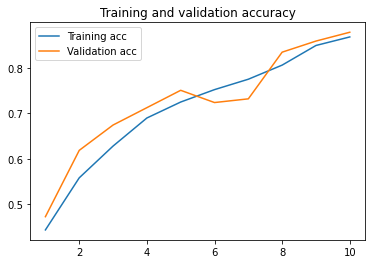 Training and validation accuracy
Training acc
Validation acc
0.8
0.7
0.6
0.5
2 4 6 8 10